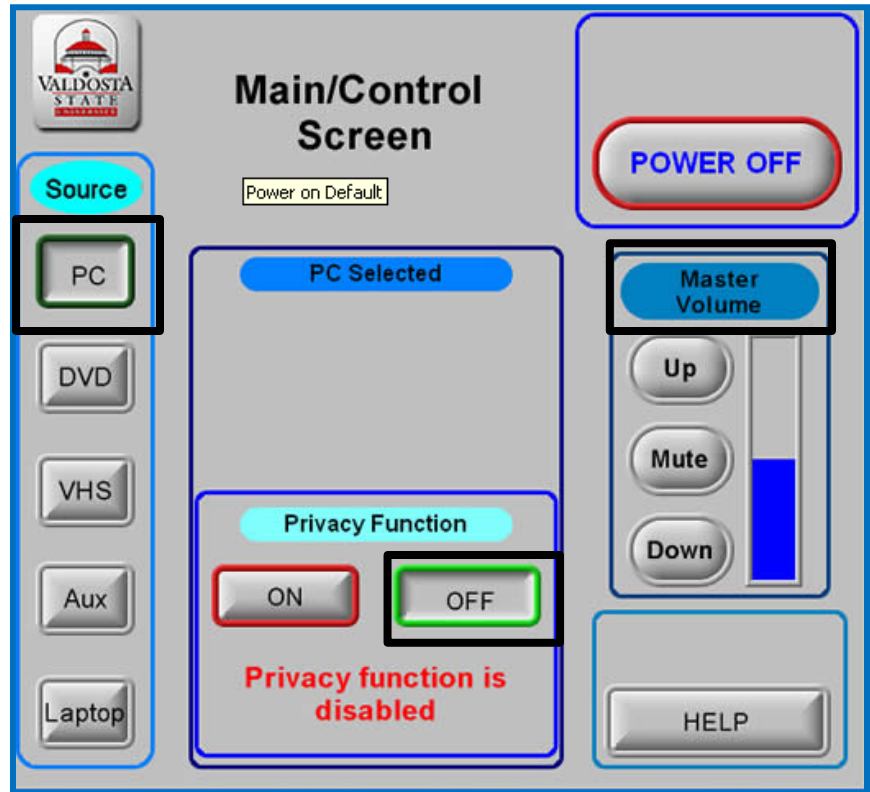 VALDOSTA
STATE
UNIVERSITY
Main/Control
Screen
Power on Default
POWER OFF
Source
PC
DVD
VHS
Aux
Laptop
PC Selected
Privacy Function
ON
OFF
Privacy function is
disabled
Master
Volume
Up
Mute
Down
HELP